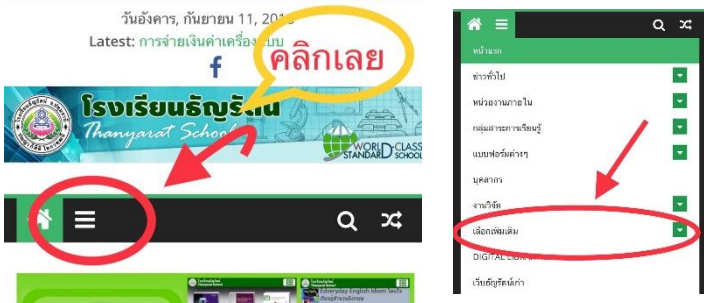 วันอังคาร, กันยายน 11, 2018
Latest: การจ่ายเงินค่าเครื่องแบบ
คลิกเลย
โรงเรียนธัญรัตน์
Thanyarat School
WORLD-CLASS
STANDARD SCHOOL
Everyday English Idiom โดยใช้
หน้าแรก
ข่าวทั่วไป
หน่วยงานภายใน
กลุ่มสาระการเรียนรู้
แบบฟอร์มต่างๆ
บุคลากร
งานวิจัย
เลือกเพิ่มเติม
DIGITAL
เว็บธัญรัตน์เก่า